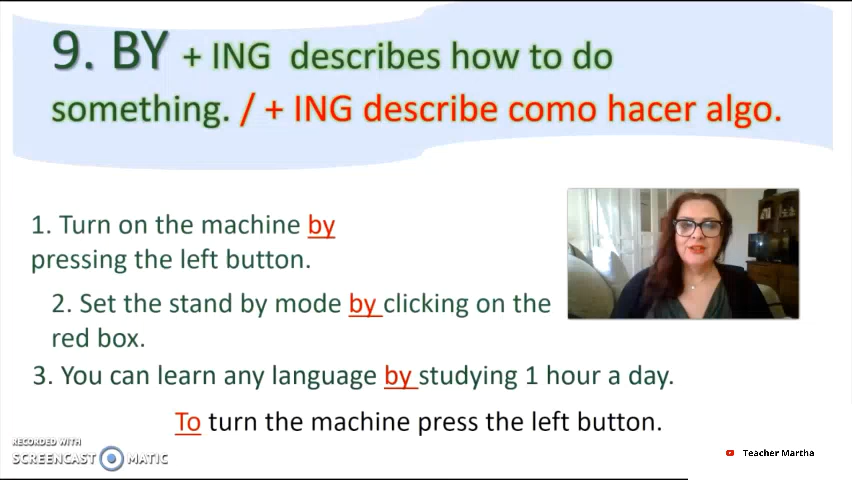 9. BY + ING describes how to do
something. / + ING describe como hacer algo.
1. Turn on the machine by
pressing the left button.
2. Set the stand by mode by clicking on the
red box.
3. You can learn any language by studying 1 hour a day.
To turn the machine press the left button.
RECORDED WITH
SCREENCAST MATIC
Teacher Martha